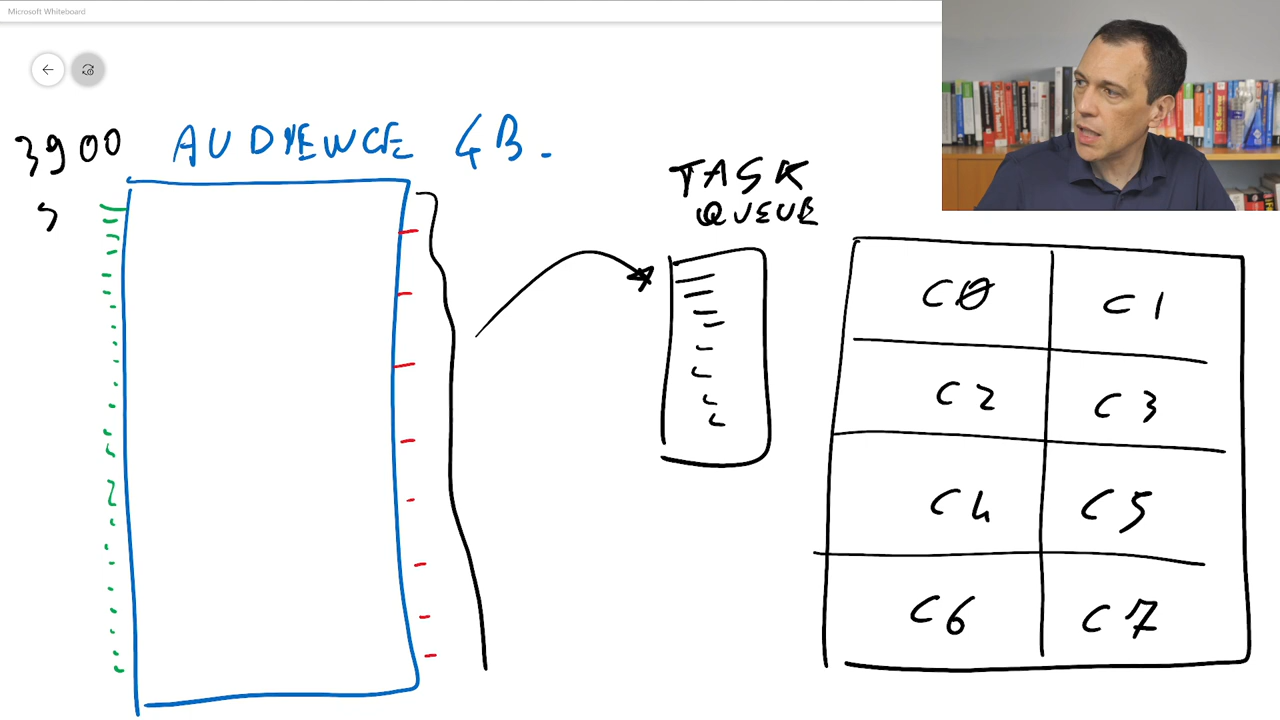 Microsoft Whiteboard
3900 AUDIENCE 4B.
TASK
QUEUE
C0 C1
C2 C3
C4 C5
C6 C7